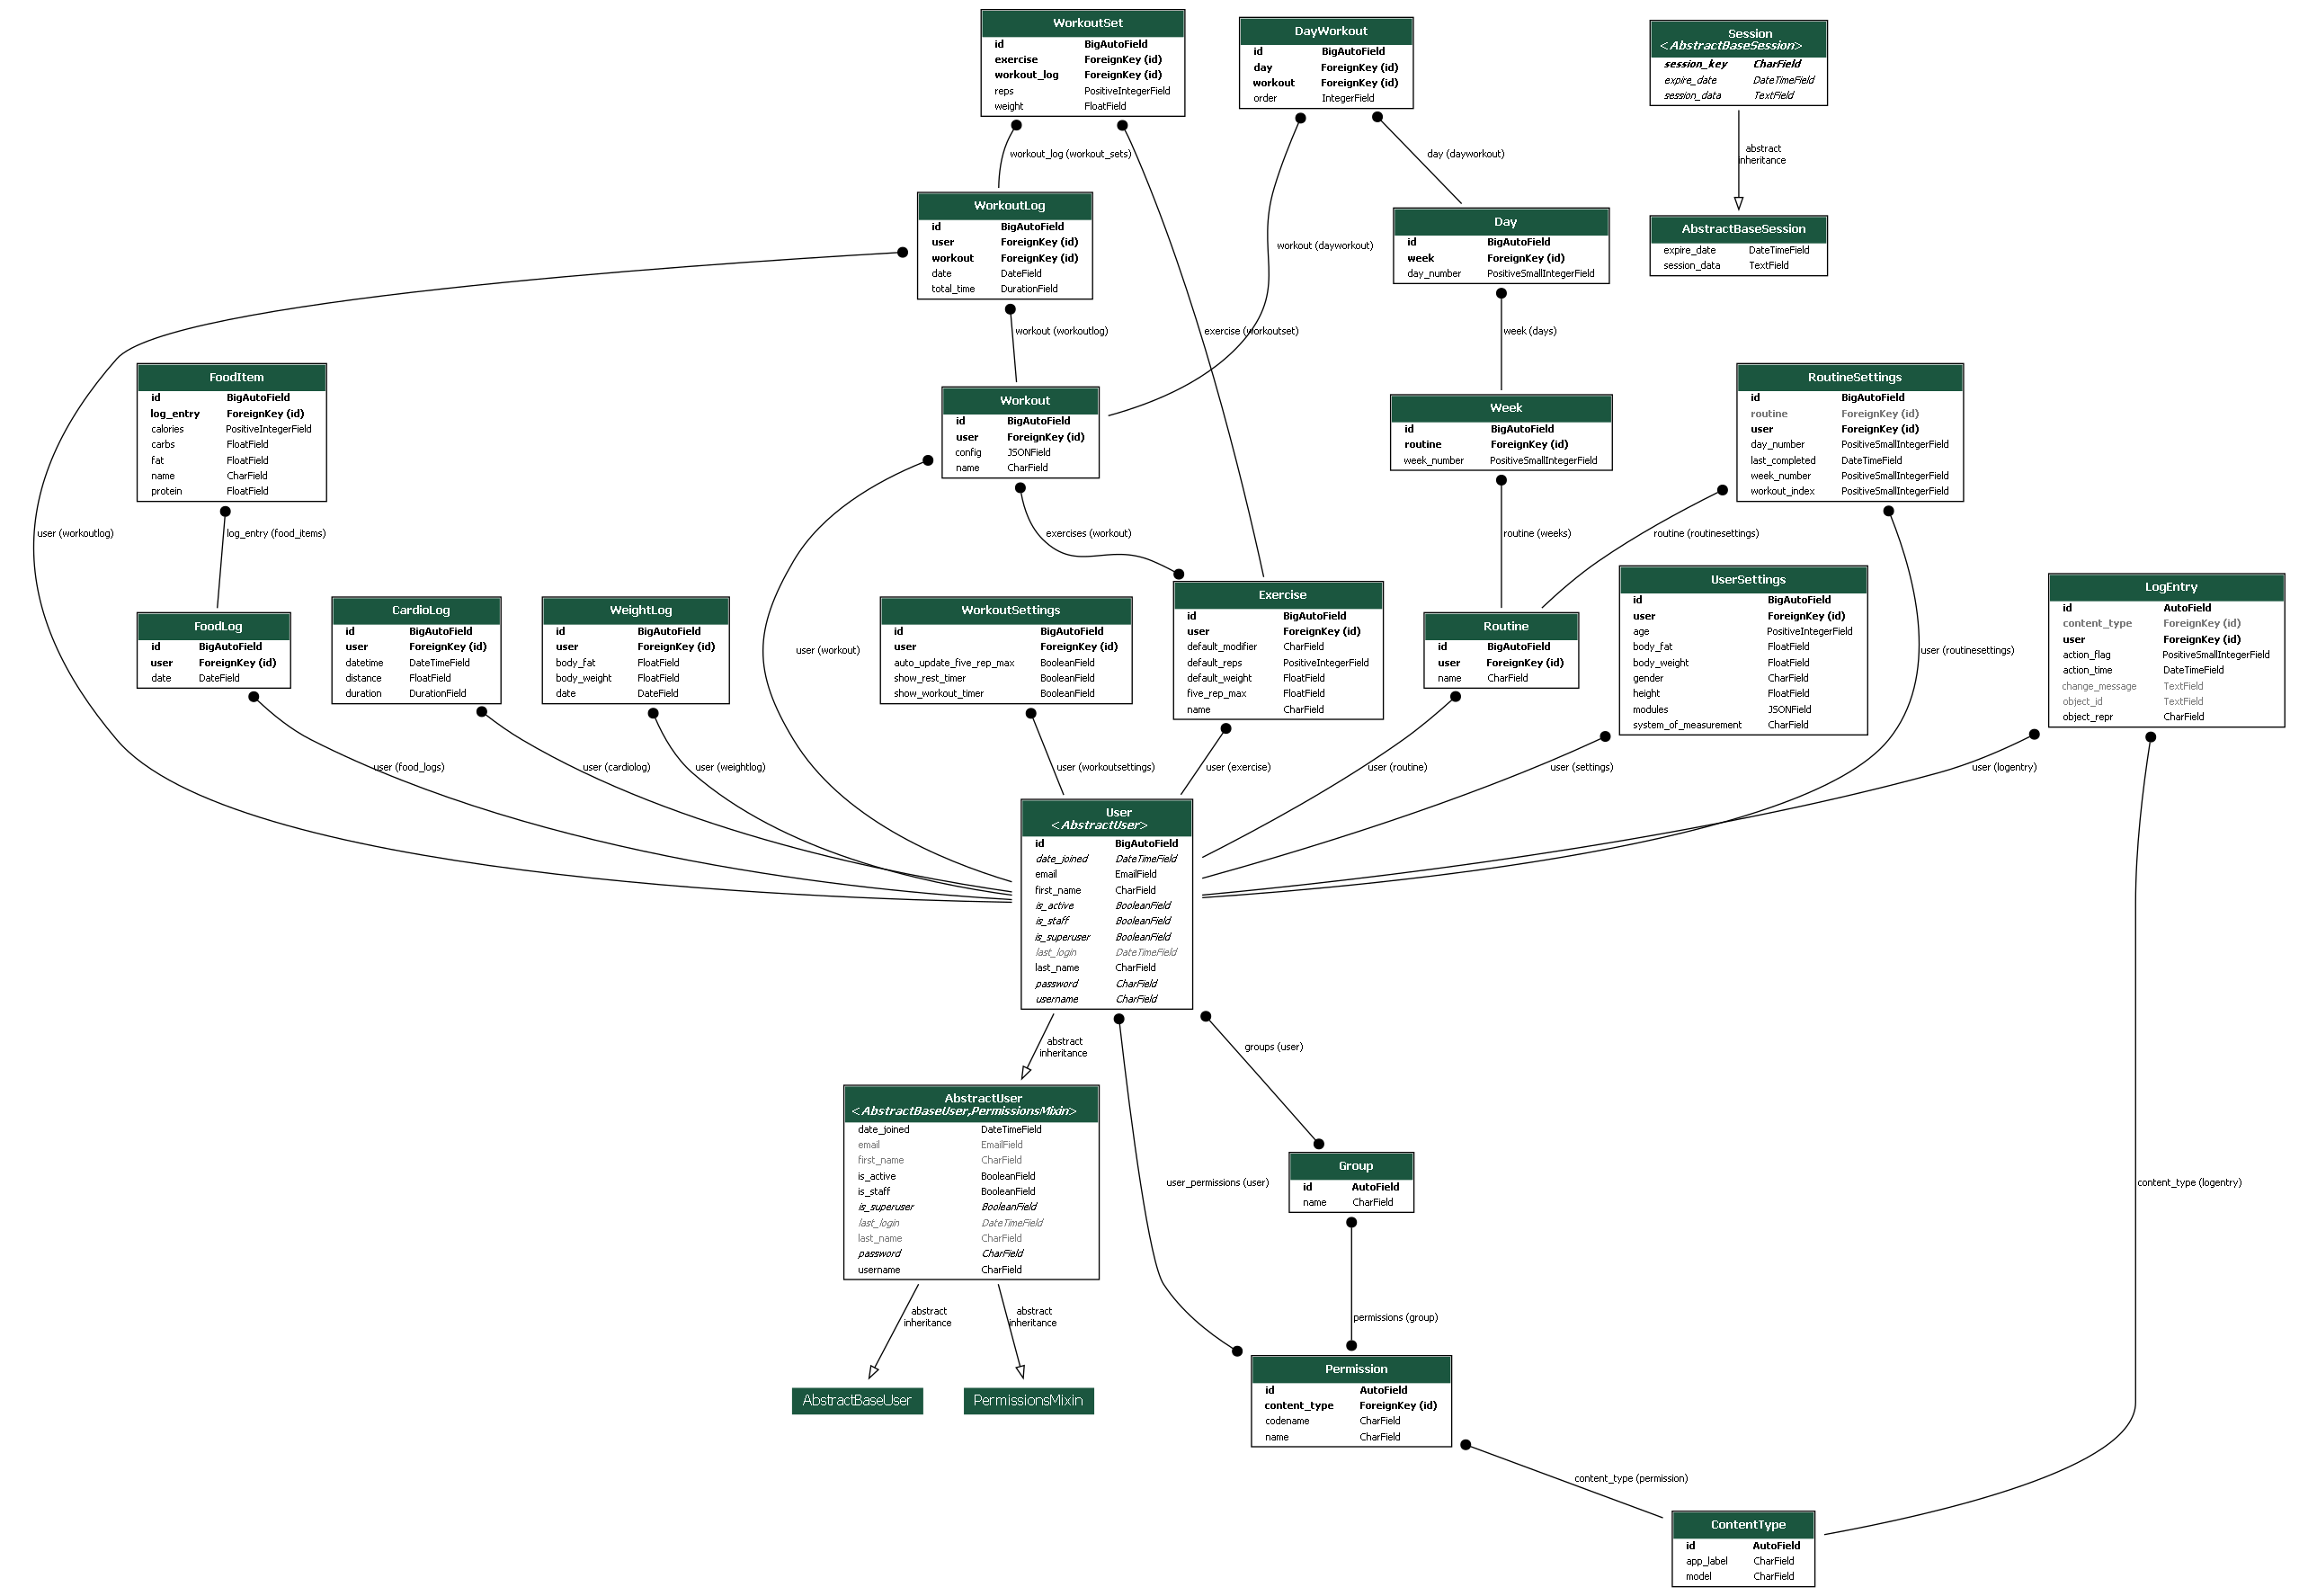 WorkoutSet
id BigAutoField
exercise ForeignKey (id)
workout_log ForeignKey (id)
reps PositiveIntegerField
weight FloatField
DayWorkout
id BigAutoField
day ForeignKey (id)
workout ForeignKey (id)
order IntegerField
Session
<AbstractBaseSession>
session_key CharField
expire_date DateTimeField
session_data TextField
workout_log (workout_sets)
day (dayworkout)
abstract
inheritance
WorkoutLog
id BigAutoField
user ForeignKey (id)
workout ForeignKey (id)
date DateField
total_time DurationField
workout (dayworkout)
Day
id BigAutoField
week ForeignKey (id)
day_number PositiveSmallIntegerField
AbstractBaseSession
expire_date DateTimeField
session_data TextField
workout (workoutlog)
exercise (workoutset)
week (days)
FoodItem
id BigAutoField
log_entry ForeignKey (id)
calories PositiveIntegerField
carbs FloatField
fat FloatField
name CharField
protein FloatField
Workout
id BigAutoField
user ForeignKey (id)
config JSONField
name CharField
Week
id BigAutoField
routine ForeignKey (id)
week_number PositiveSmallIntegerField
RoutineSettings
id BigAutoField
routine ForeignKey (id)
user ForeignKey (id)
day_number PositiveSmallIntegerField
last_completed DateTimeField
week_number PositiveSmallIntegerField
workout_index PositiveSmallIntegerField
user (workoutlog)
log_entry (food_items)
exercises (workout)
routine (weeks)
routine (routinesettings)
FoodLog
id BigAutoField
user ForeignKey (id)
date DateField
CardioLog
id BigAutoField
user ForeignKey (id)
datetime DateTimeField
distance FloatField
duration DurationField
WeightLog
id BigAutoField
user ForeignKey (id)
body_fat FloatField
body_weight FloatField
date DateField
user (workout)
WorkoutSettings
id BigAutoField
user ForeignKey (id)
auto_update_five_rep_max BooleanField
show_rest_timer BooleanField
show_workout_timer BooleanField
Exercise
id BigAutoField
user ForeignKey (id)
default_modifier CharField
default_reps PositiveIntegerField
default_weight FloatField
five_rep_max FloatField
name CharField
Routine
id BigAutoField
user ForeignKey (id)
name CharField
UserSettings
id BigAutoField
user ForeignKey (id)
age PositiveIntegerField
body_fat FloatField
body_weight FloatField
gender CharField
height FloatField
modules JSONField
system_of_measurement CharField
user (routinesettings)
LogEntry
id AutoField
content_type ForeignKey (id)
user ForeignKey (id)
action_flag PositiveSmallIntegerField
action_time DateTimeField
change_message TextField
object_id TextField
object_repr CharField
user (food_logs)
user (cardiolog)
user (weightlog)
user (workoutsettings)
user (exercise)
user (routine)
user (settings)
user (logentry)
User
<AbstractUser>
id BigAutoField
date_joined DateTimeField
email EmailField
first_name CharField
is_active BooleanField
is_staff BooleanField
is_superuser BooleanField
last_login DateTimeField
last_name CharField
password CharField
username CharField
abstract
inheritance
groups (user)
AbstractUser
<AbstractBaseUser,PermissionsMixin>
date_joined DateTimeField
email EmailField
first_name CharField
is_active BooleanField
is_staff BooleanField
is_superuser BooleanField
last_login DateTimeField
last_name CharField
password CharField
username CharField
user_permissions (user)
Group
id AutoField
name CharField
content_type (logentry)
abstract
inheritance
abstract
inheritance
permissions (group)
AbstractBaseUser
PermissionsMixin
Permission
id AutoField
content_type ForeignKey (id)
codename CharField
name CharField
content_type (permission)
ContentType
id AutoField
app_label CharField
model CharField